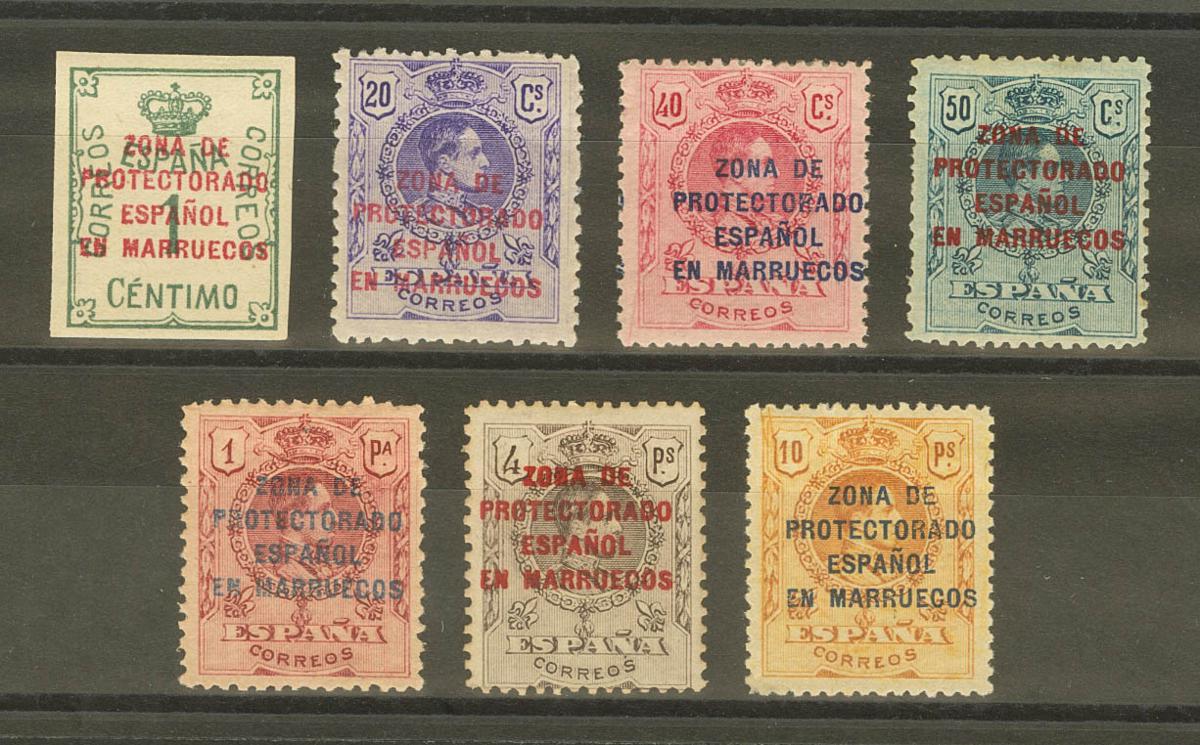 CORREOS
CORREOS
ESPAÑA
1
CÉNTIMO
ZONA DE
PROTECTORADO
ESPAÑOL
EN MARRUECOS
20 Cs.
ZONA DE
PROTECTORADO
ESPAÑOL
EN MARRUECOS
ESPAÑA
CORREOS
40 Cs.
ZONA DE
PROTECTORADO
ESPAÑOL
EN MARRUECOS
ESPAÑA
CORREOS
50 Cs.
ZONA DE
PROTECTORADO
ESPAÑOL
EN MARRUECOS
ESPAÑA
CORREOS
1 PA.
ZONA DE
PROTECTORADO
ESPAÑOL
EN MARRUECOS
ESPAÑA
CORREOS
4 PS.
ZONA DE
PROTECTORADO
ESPAÑOL
EN MARRUECOS
ESPAÑA
CORREOS
10 PS.
ZONA DE
PROTECTORADO
ESPAÑOL
EN MARRUECOS
ESPAÑA
CORREOS